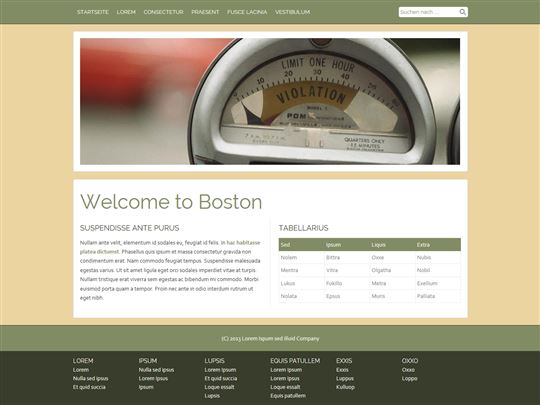 STARTSEITE LOREM CONSECTETUR PRAESENT FUSCE LACINIA VESTIBULUM
Suchen nach ...
LIMIT ONE HOUR
VIOLATION
MODEL 7
POM
QUARTERS ONLY
15 MINUTES
Welcome to Boston
SUSPENDISSE ANTE PURUS
Nullam ante velit, elementum id sodales eu, feugiat id felis. In hac habitasse
platea dictumst. Phasellus quis ipsum et massa consectetur gravida non
condimentum erat. Nam commodo feugiat tempus. Suspendisse malesuada
egestas varius. Ut sit amet ligula eget orci sodales imperdiet vitae at turpis.
Nullam tristique erat viverra sem egestas ac bibendum mi commodo. Morbi
euismod porta quam a tempor. Proin nec ante in odio interdum rutrum ut
eget nibh.
TABELLARIUS
Sed Ipsum Liquis Extra
Nolem Bittra Oxxe Nubis
Mentra Vitra Olgatha Nobil
Lukus Fokillo Metra Exellium
Nolata Epsus Muris Palliata
(C) 2013 Lorem Ispum sed illuid Company
LOREM
Lorem
Nulla sed ipsus
Et quid succia
IPSUM
Nulla sed ipsus
Lorem Ipsus
Ipsum
LUPSIS
Lorem Ipsum
Et quid succia
Loque essalt
Lupsis
EQUIS PATULLEM
Lorem Ipsum
Lorem Ipsus
Loque essalt
Equis patullem
EXXIS
Exxis
Luppus
Kulluop
OXXO
Oxxo
Loppo